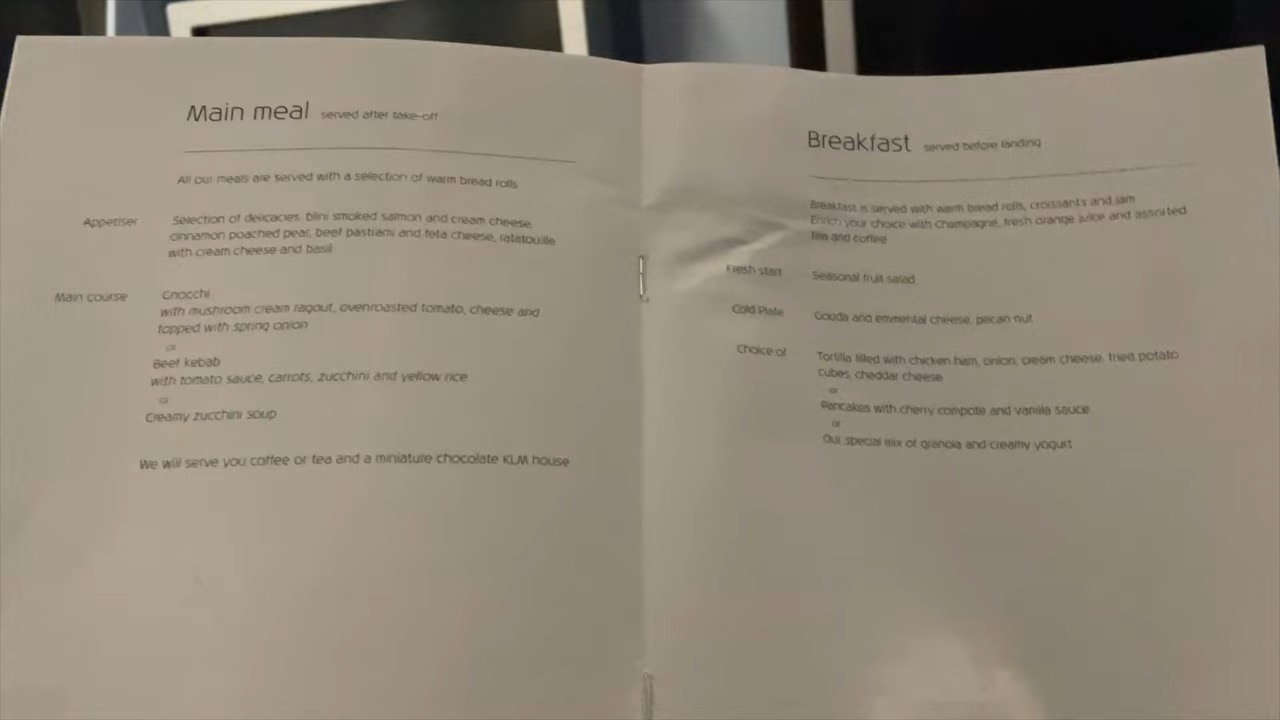 Main meal served after take-off
All our meals are served with a selection of warm bread rolls
Appetiser Selection of delicacies, blini smoked salmon and cream cheese,
cinnamon poached pear, beef pastrami and feta cheese, ratatouille
with cream cheese and basil
Main course Gnocchi
with mushroom cream ragout, ovenroasted tomato, cheese and
topped with spring onion
or
Beef kebab
with tomato sauce, carrots, zucchini and yellow rice
or
Creamy zucchini soup
We will serve you coffee or tea and a miniature chocolate KLM house
Breakfast served before landing
Breakfast is served with warm bread rolls, croissants and jam
Enrich your choice with champagne, fresh orange juice and assorted
tea and coffee
Fresh start Seasonal fruit salad
Cold Plate Gouda and emmental cheese, pecan nut
Choice of Tortilla filled with chicken ham, onion, cream cheese, fried potato
cubes, cheddar cheese
or
Pancakes with cherry compote and vanilla sauce
or
Our special mix of granola and creamy yogurt